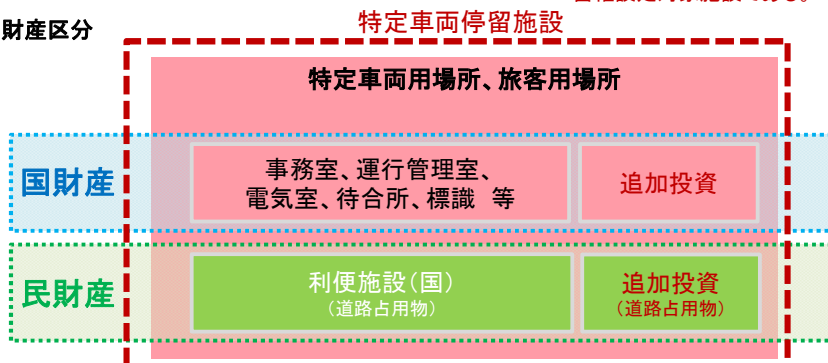 財産区分
特定車両停留施設
特定車両用場所、旅客用場所
国財産
事務室、運行管理室、
電気室、待合所、標識 等
追加投資
民財産
利便施設(国)
(道路占用物)
追加投資
(道路占用物)